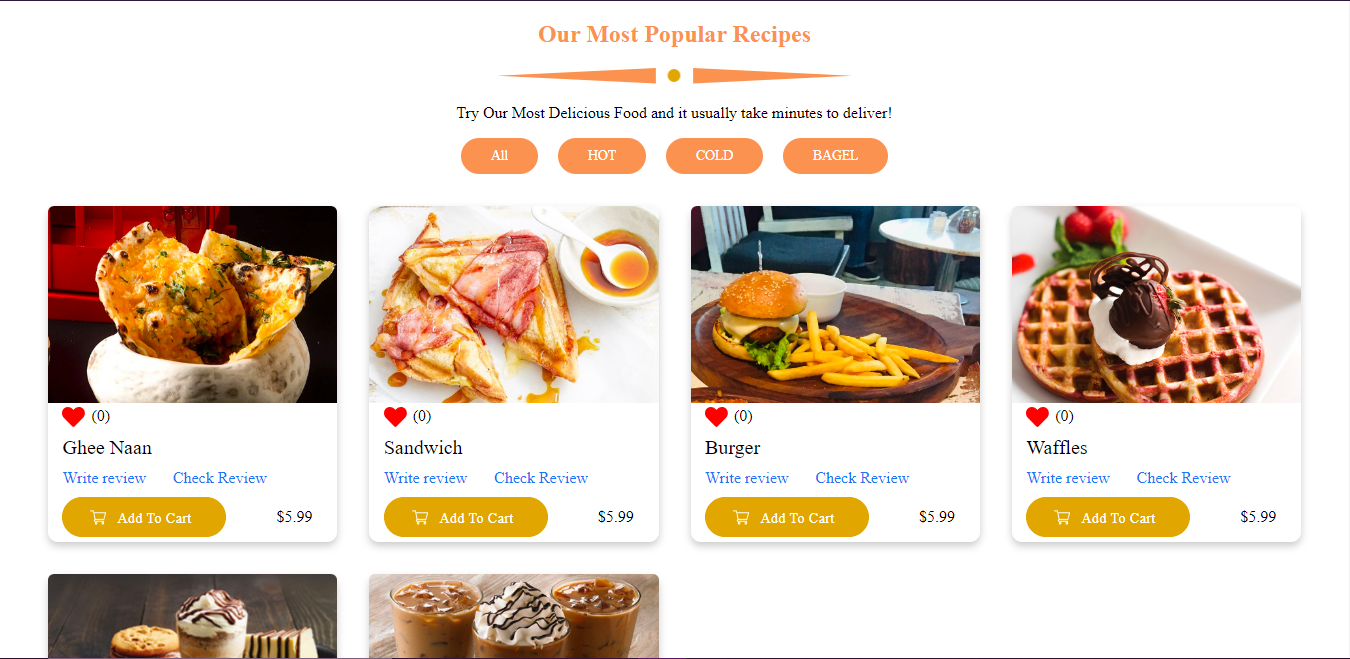 Our Most Popular Recipes
Try Our Most Delicious Food and it usually take minutes to deliver!
All HOT COLD BAGEL
(0) (0) (0) (0)
Ghee Naan Sandwich Burger Waffles
Write review Check Review Write review Check Review Write review Check Review Write review Check Review
Add To Cart $5.99 Add To Cart $5.99 Add To Cart $5.99 Add To Cart $5.99